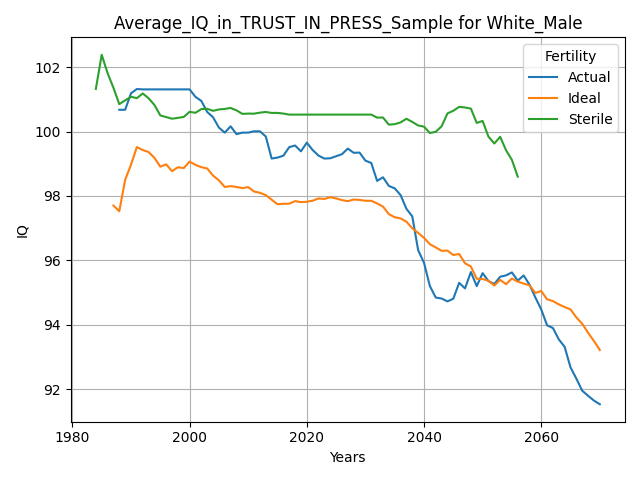 Average_IQ_in_TRUST_IN_PRESS_Sample for White_Male
Fertility
Actual
Ideal
Sterile
102
100
98
96
94
92
IQ
1980
2000
2020
2040
2060
Years